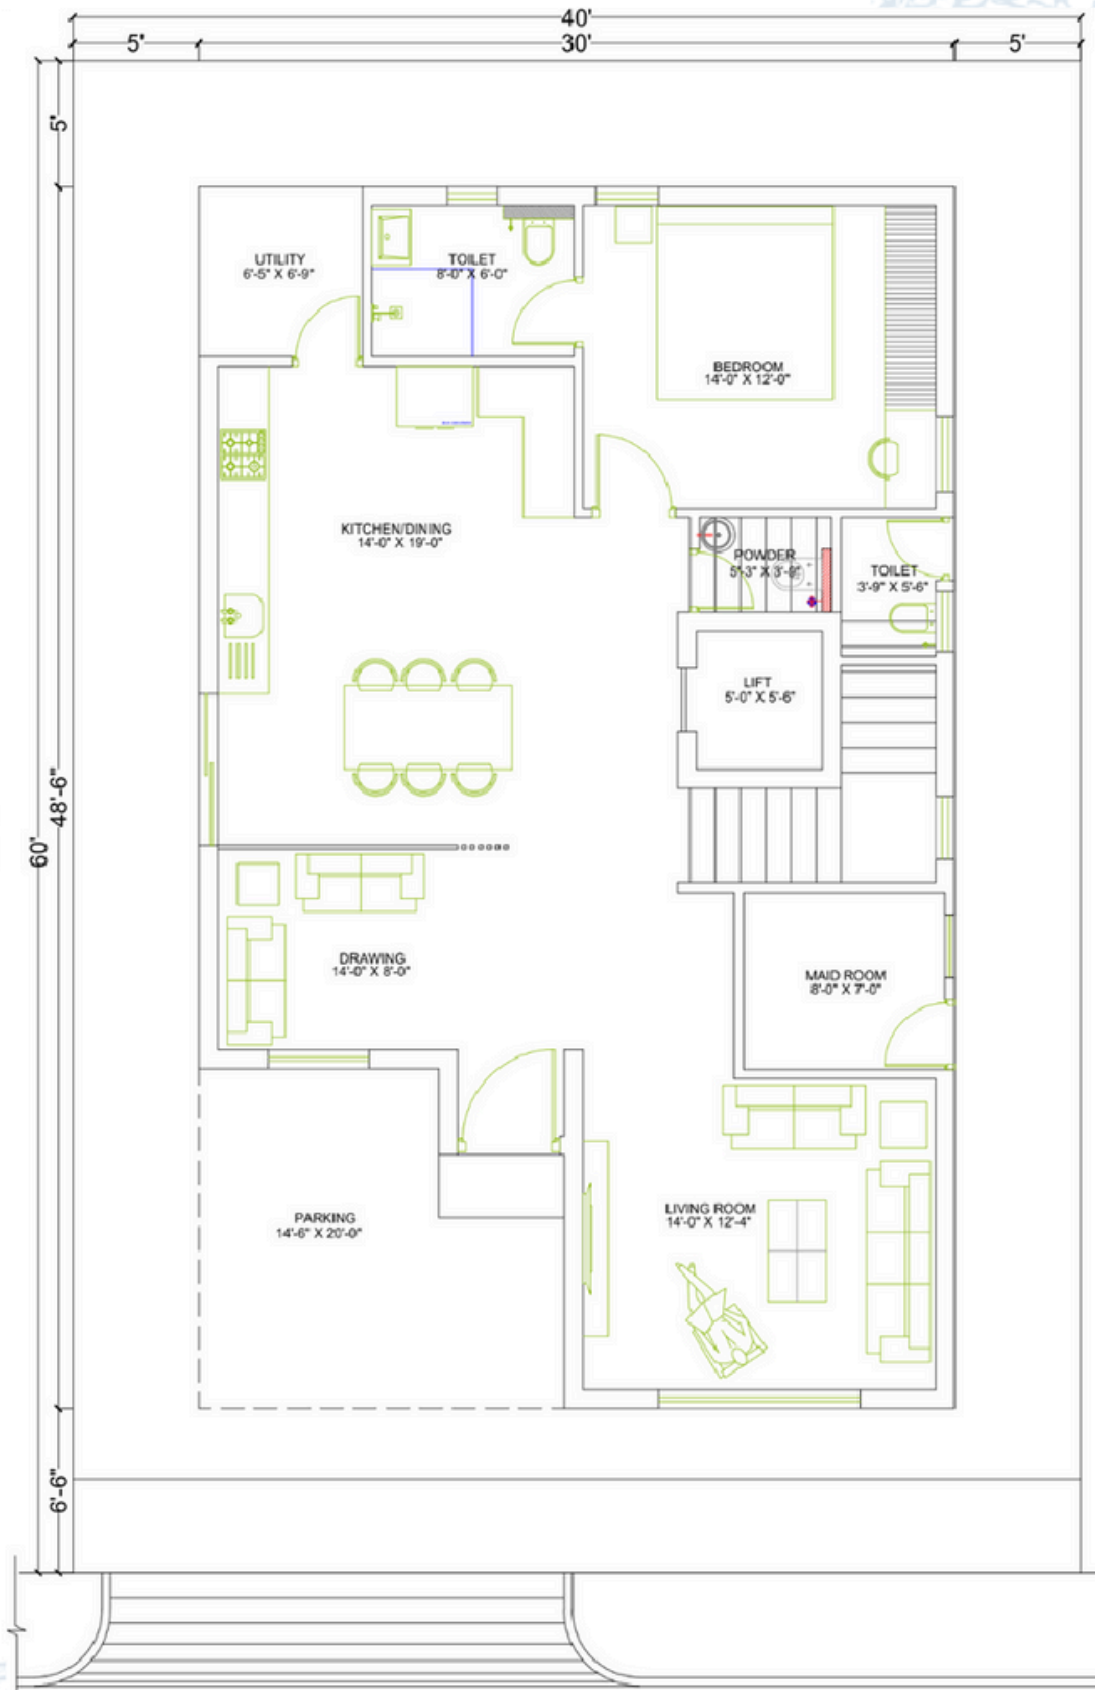 40'
5'
30'
5'
5'
UTILITY
6'-5" X 6'-9"
TOILET
8'-0" X 6'-0"
BEDROOM
14'-0" X 12'-0"
KITCHEN/DINING
14'-0" X 19'-0"
POWDER
5'-3" X 3'-9"
TOILET
3'-9" X 5'-6"
LIFT
5'-0" X 5'-6"
48'-6"
60'
DRAWING
14'-0" X 8'-0"
MAID ROOM
8'-0" X 7'-0"
PARKING
14'-6" X 20'-0"
LIVING ROOM
14'-0" X 12'-4"
6'-6"